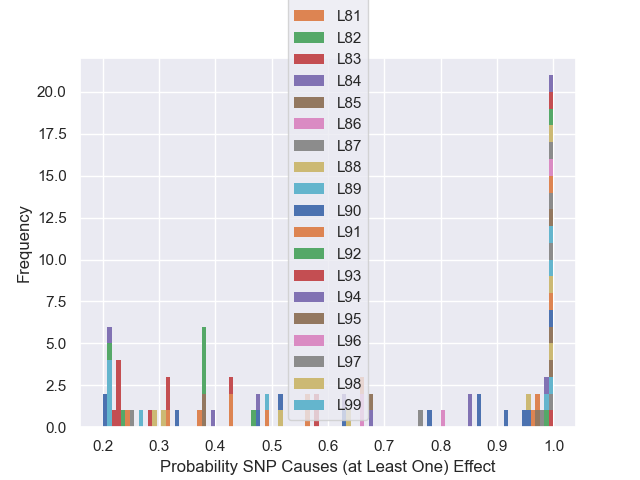 L81
L82
L83
L84
L85
L86
L87
L88
L89
L90
L91
L92
L93
L94
L95
L96
L97
L98
L99
Frequency
20.0
17.5
15.0
12.5
10.0
7.5
5.0
2.5
0.0
0.2 0.3 0.4 0.5 0.6 0.7 0.8 0.9 1.0
Probability SNP Causes (at Least One) Effect